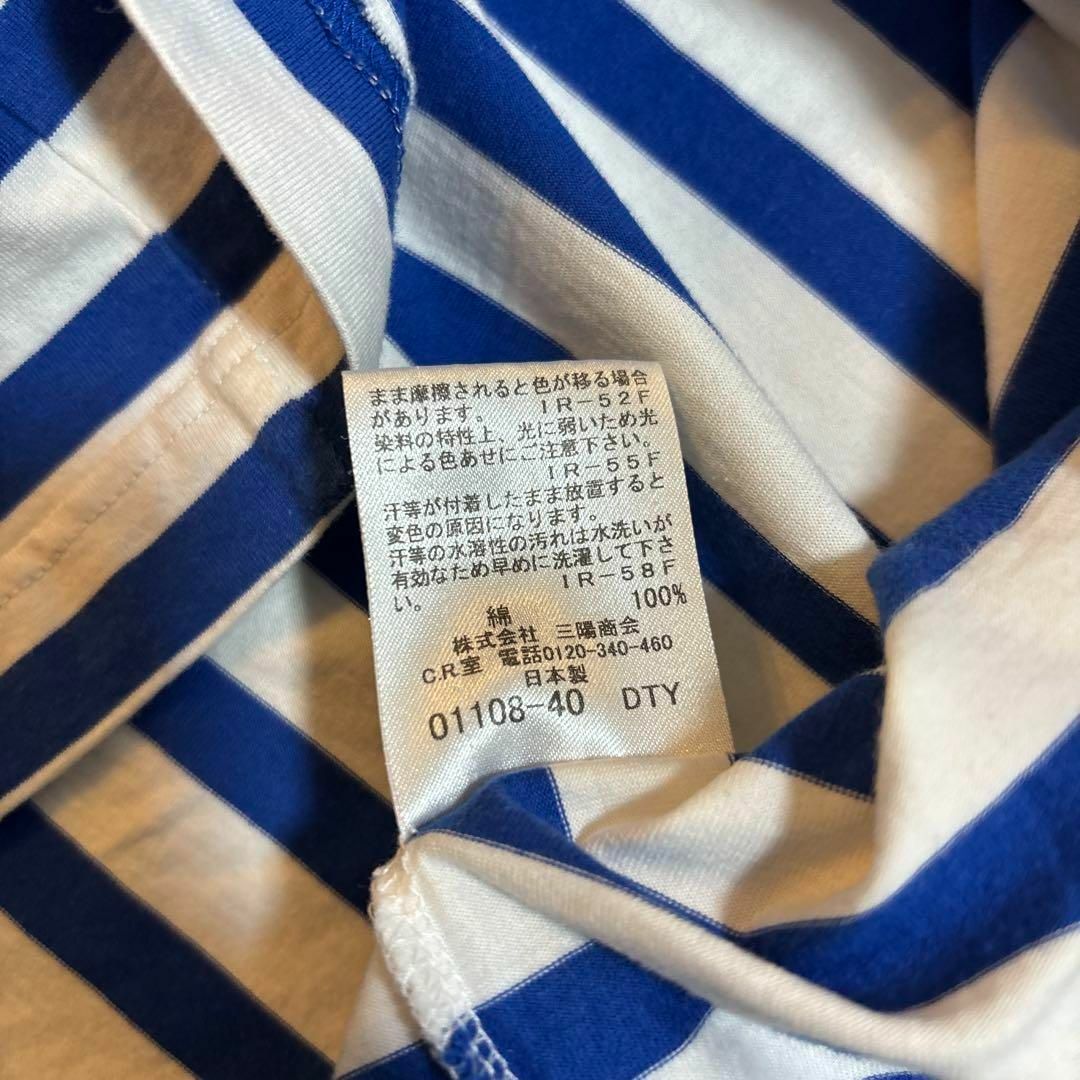 まま摩擦されると色が移る場合
があります。 IR-52F
染料の特性上、光に弱いため光
による色あせにご注意下さい。
IR-55F
汗等が付着したまま放置すると
変色の原因になります。
汗等の水溶性の汚れは水洗いが
有効なため早めに洗濯して下さ
い。 IR-58F
綿 100%
株式会社 三陽商会
C.R室 電話0120-340-460
日本製
01108-40 DTY